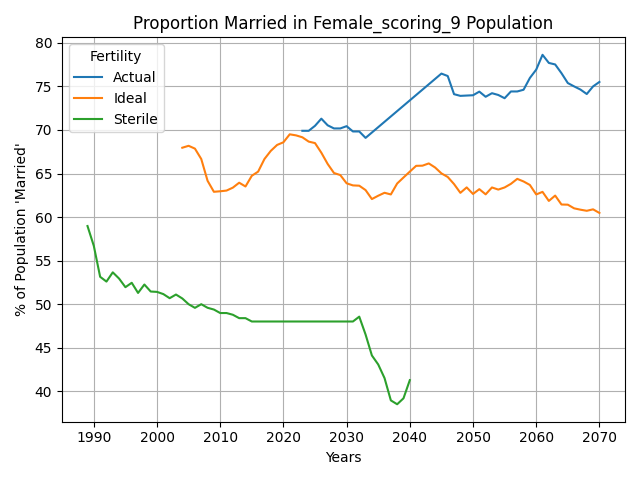 Proportion Married in Female_scoring_9 Population
% of Population 'Married'
80
75
70
65
60
55
50
45
40
Fertility
Actual
Ideal
Sterile
1990 2000 2010 2020 2030 2040 2050 2060 2070
Years